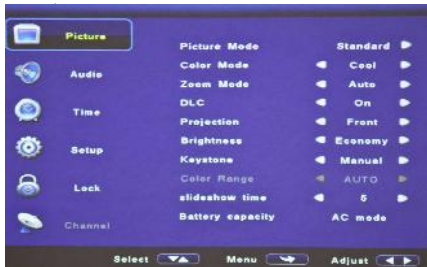 Picture
Audio
Time
Setup
Lock
Channel
Picture Mode Standard
Color Mode Cool
Zoom Mode Auto
DLC On
Projection Front
Brightness Economy
Keystone Manual
Color Range AUTO
slideshow time 5
Battery capacity AC mode
Select Menu Adjust